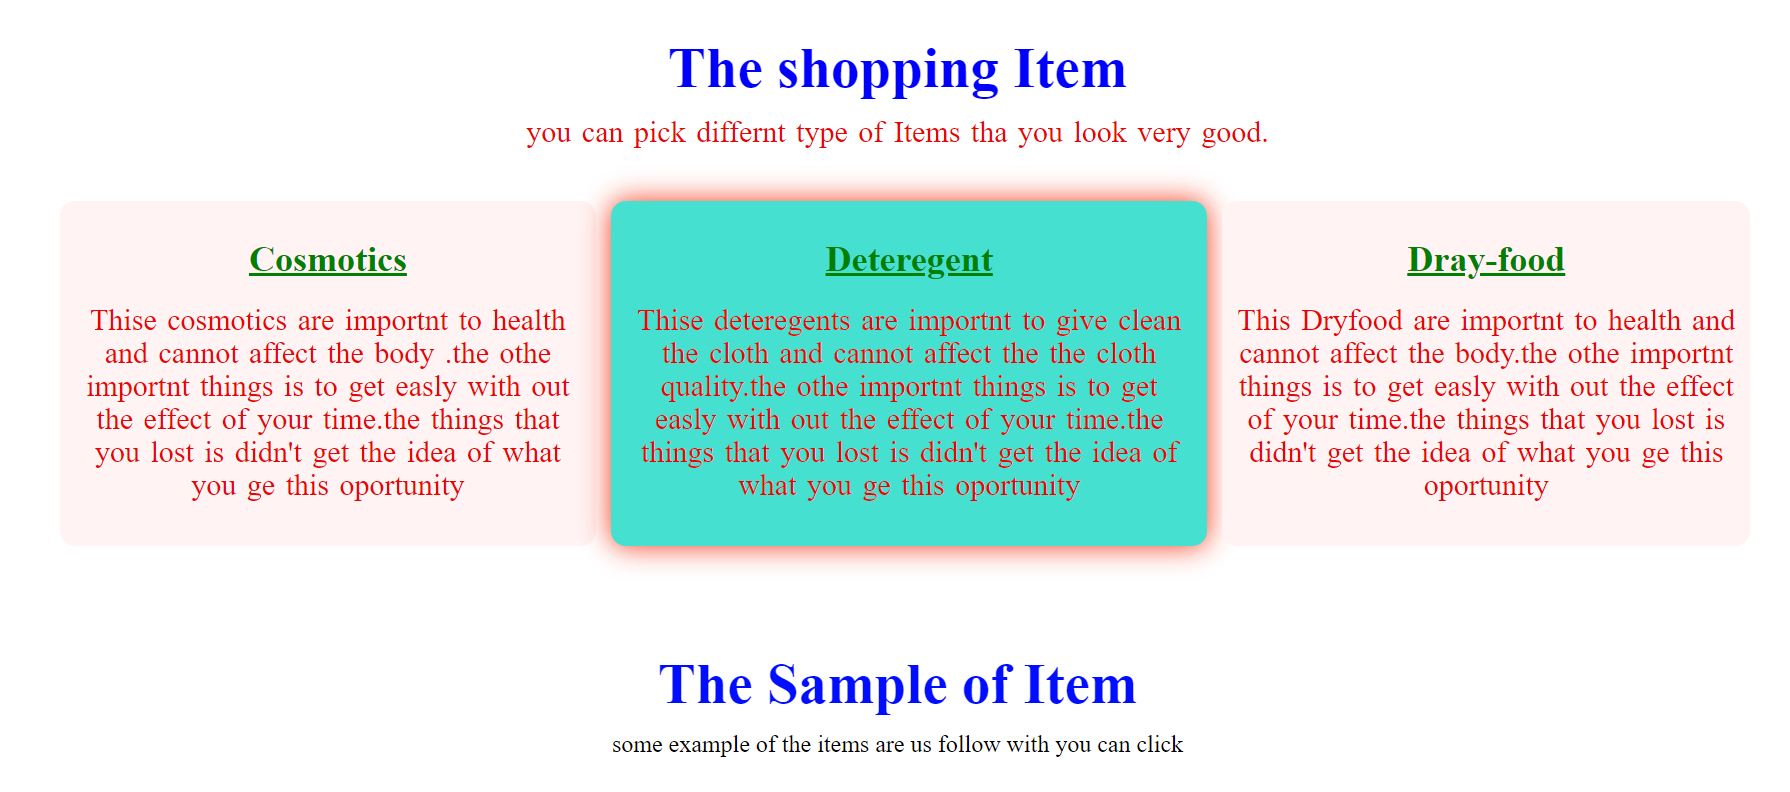 The shopping Item
you can pick differnt type of Items tha you look very good.
Cosmotics
Thise cosmotics are importnt to health
and cannot affect the body .the othe
importnt things is to get easly with out
the effect of your time.the things that
you lost is didn't get the idea of what
you ge this oportunity
Deteregent
Thise deteregents are importnt to give clean
the cloth and cannot affect the the cloth
quality.the othe importnt things is to get
easly with out the effect of your time.the
things that you lost is didn't get the idea of
what you ge this oportunity
Dray-food
This Dryfood are importnt to health and
cannot affect the body.the othe importnt
things is to get easly with out the effect
of your time.the things that you lost is
didn't get the idea of what you ge this
oportunity
The Sample of Item
some example of the items are us follow with you can click